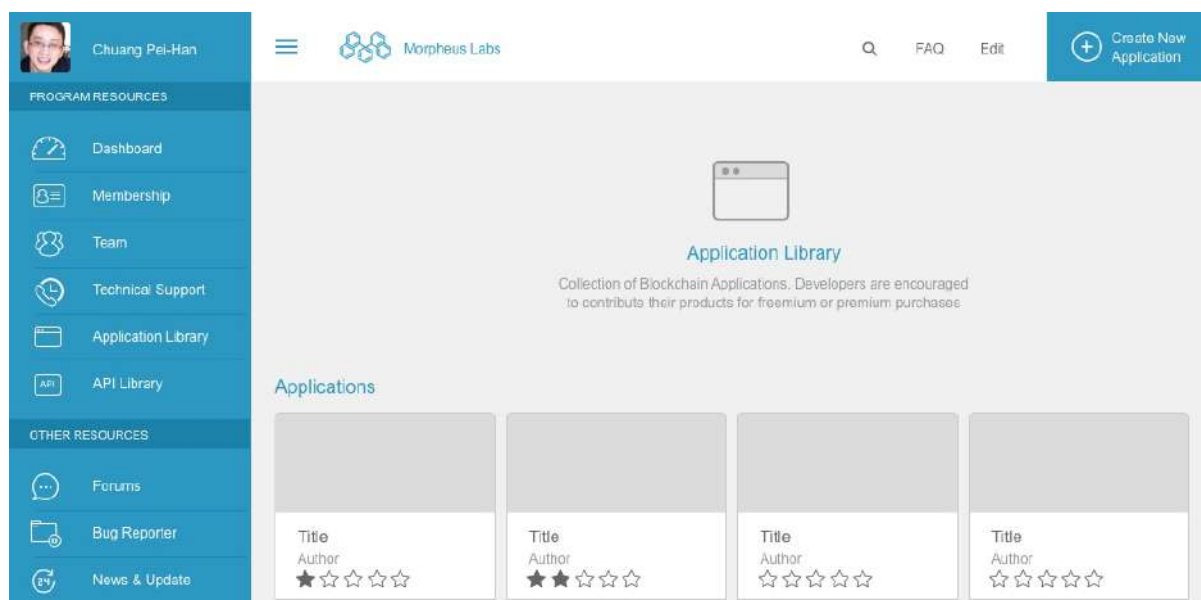 Chuang Pei-Han
Morpheus Labs
FAQ
Edit
Create New
Application
PROGRAM RESOURCES
Dashboard
Membership
Team
Technical Support
Application Library
API
API Library
OTHER RESOURCES
Forums
Bug Reporter
24
News & Update
Application Library
Collection of Blockchain Applications. Developers are encouraged
to contribute their products for freemium or premium purchases
Applications
Title
Author
Title
Author
Title
Author
Title
Author